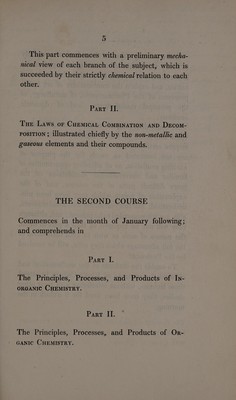 5
This part commences with a preliminary mecha-
nical view of each branch of the subject, which is
succeeded by their strictly chemical relation to each
other.
Part II.
The Laws of Chemical Combination and Decom-
position; illustrated chiefly by the non-metallic and
gaseous elements and their compounds.
THE SECOND COURSE
Commences in the month of January following;
and comprehends in
Part I.
The Principles, Processes, and Products of In-
organic Chemistry.
Part II.
The Principles, Processes, and Products of Or-
ganic Chemistry.